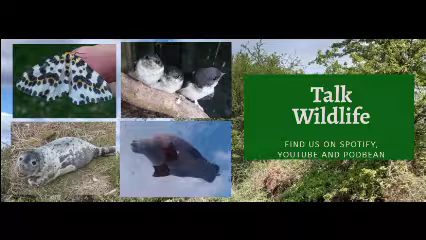 Talk
Wildlife
FIND US ON SPOTIFY,
YOUTUBE AND PODBEAN